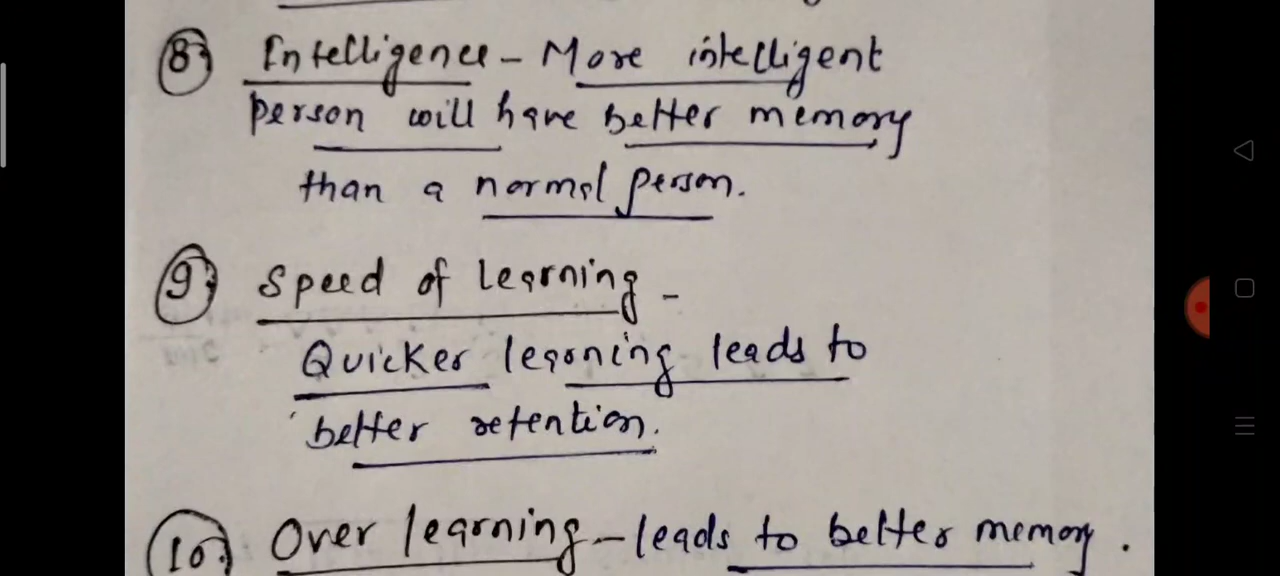 8) Intelligence - More intelligent
person will have better memory
than a normal person.
9) Speed of learning -
Quicker learning leads to
better retention.
10) Over learning - leads to better memory.